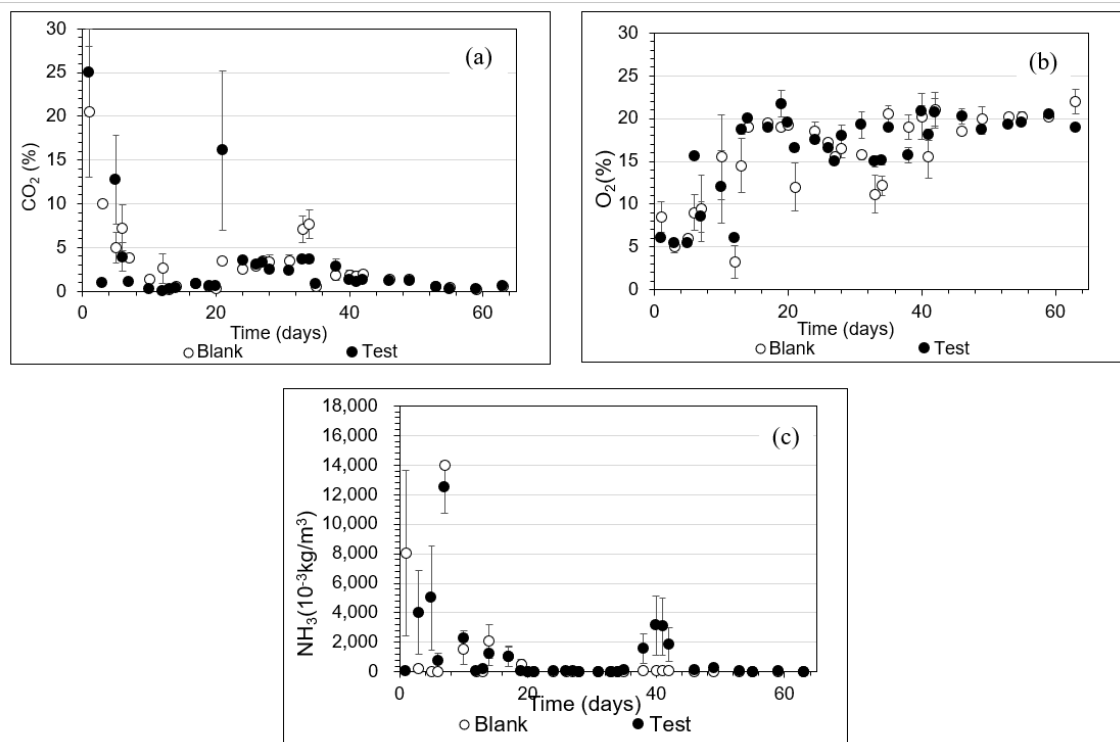 30
25
20
15
10
5
0
CO₂ (%)
(a)
0 20 40 60
Time (days)
Blank Test
30
25
20
15
10
5
0
O₂(%)
(b)
0 20 40 60
Time (days)
Blank Test
18,000
16,000
14,000
12,000
10,000
8,000
6,000
4,000
2,000
0
NH₃(10⁻³kg/m³)
(c)
0 20 40 60
Time (days)
Blank Test